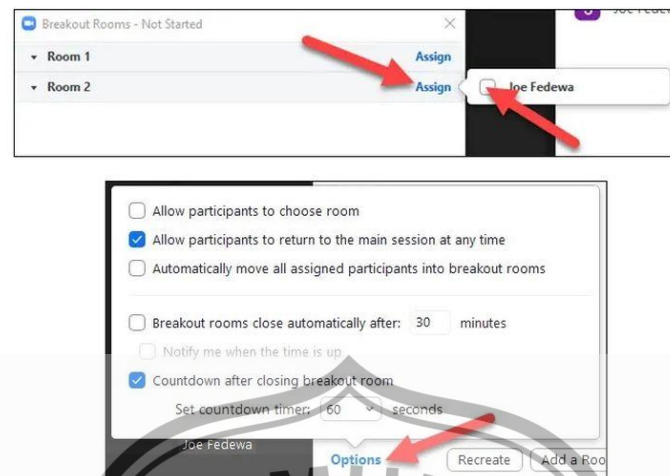 Breakout Rooms - Not Started
Room 1 Assign
Room 2 Assign
Joe Fedewa
Allow participants to choose room
Allow participants to return to the main session at any time
Automatically move all assigned participants into breakout rooms
Breakout rooms close automatically after: 30 minutes
Notify me when the time is up
Countdown after closing breakout room
Set countdown timer: 60 seconds
Joe Fedewa
Options Recreate Add a Roo